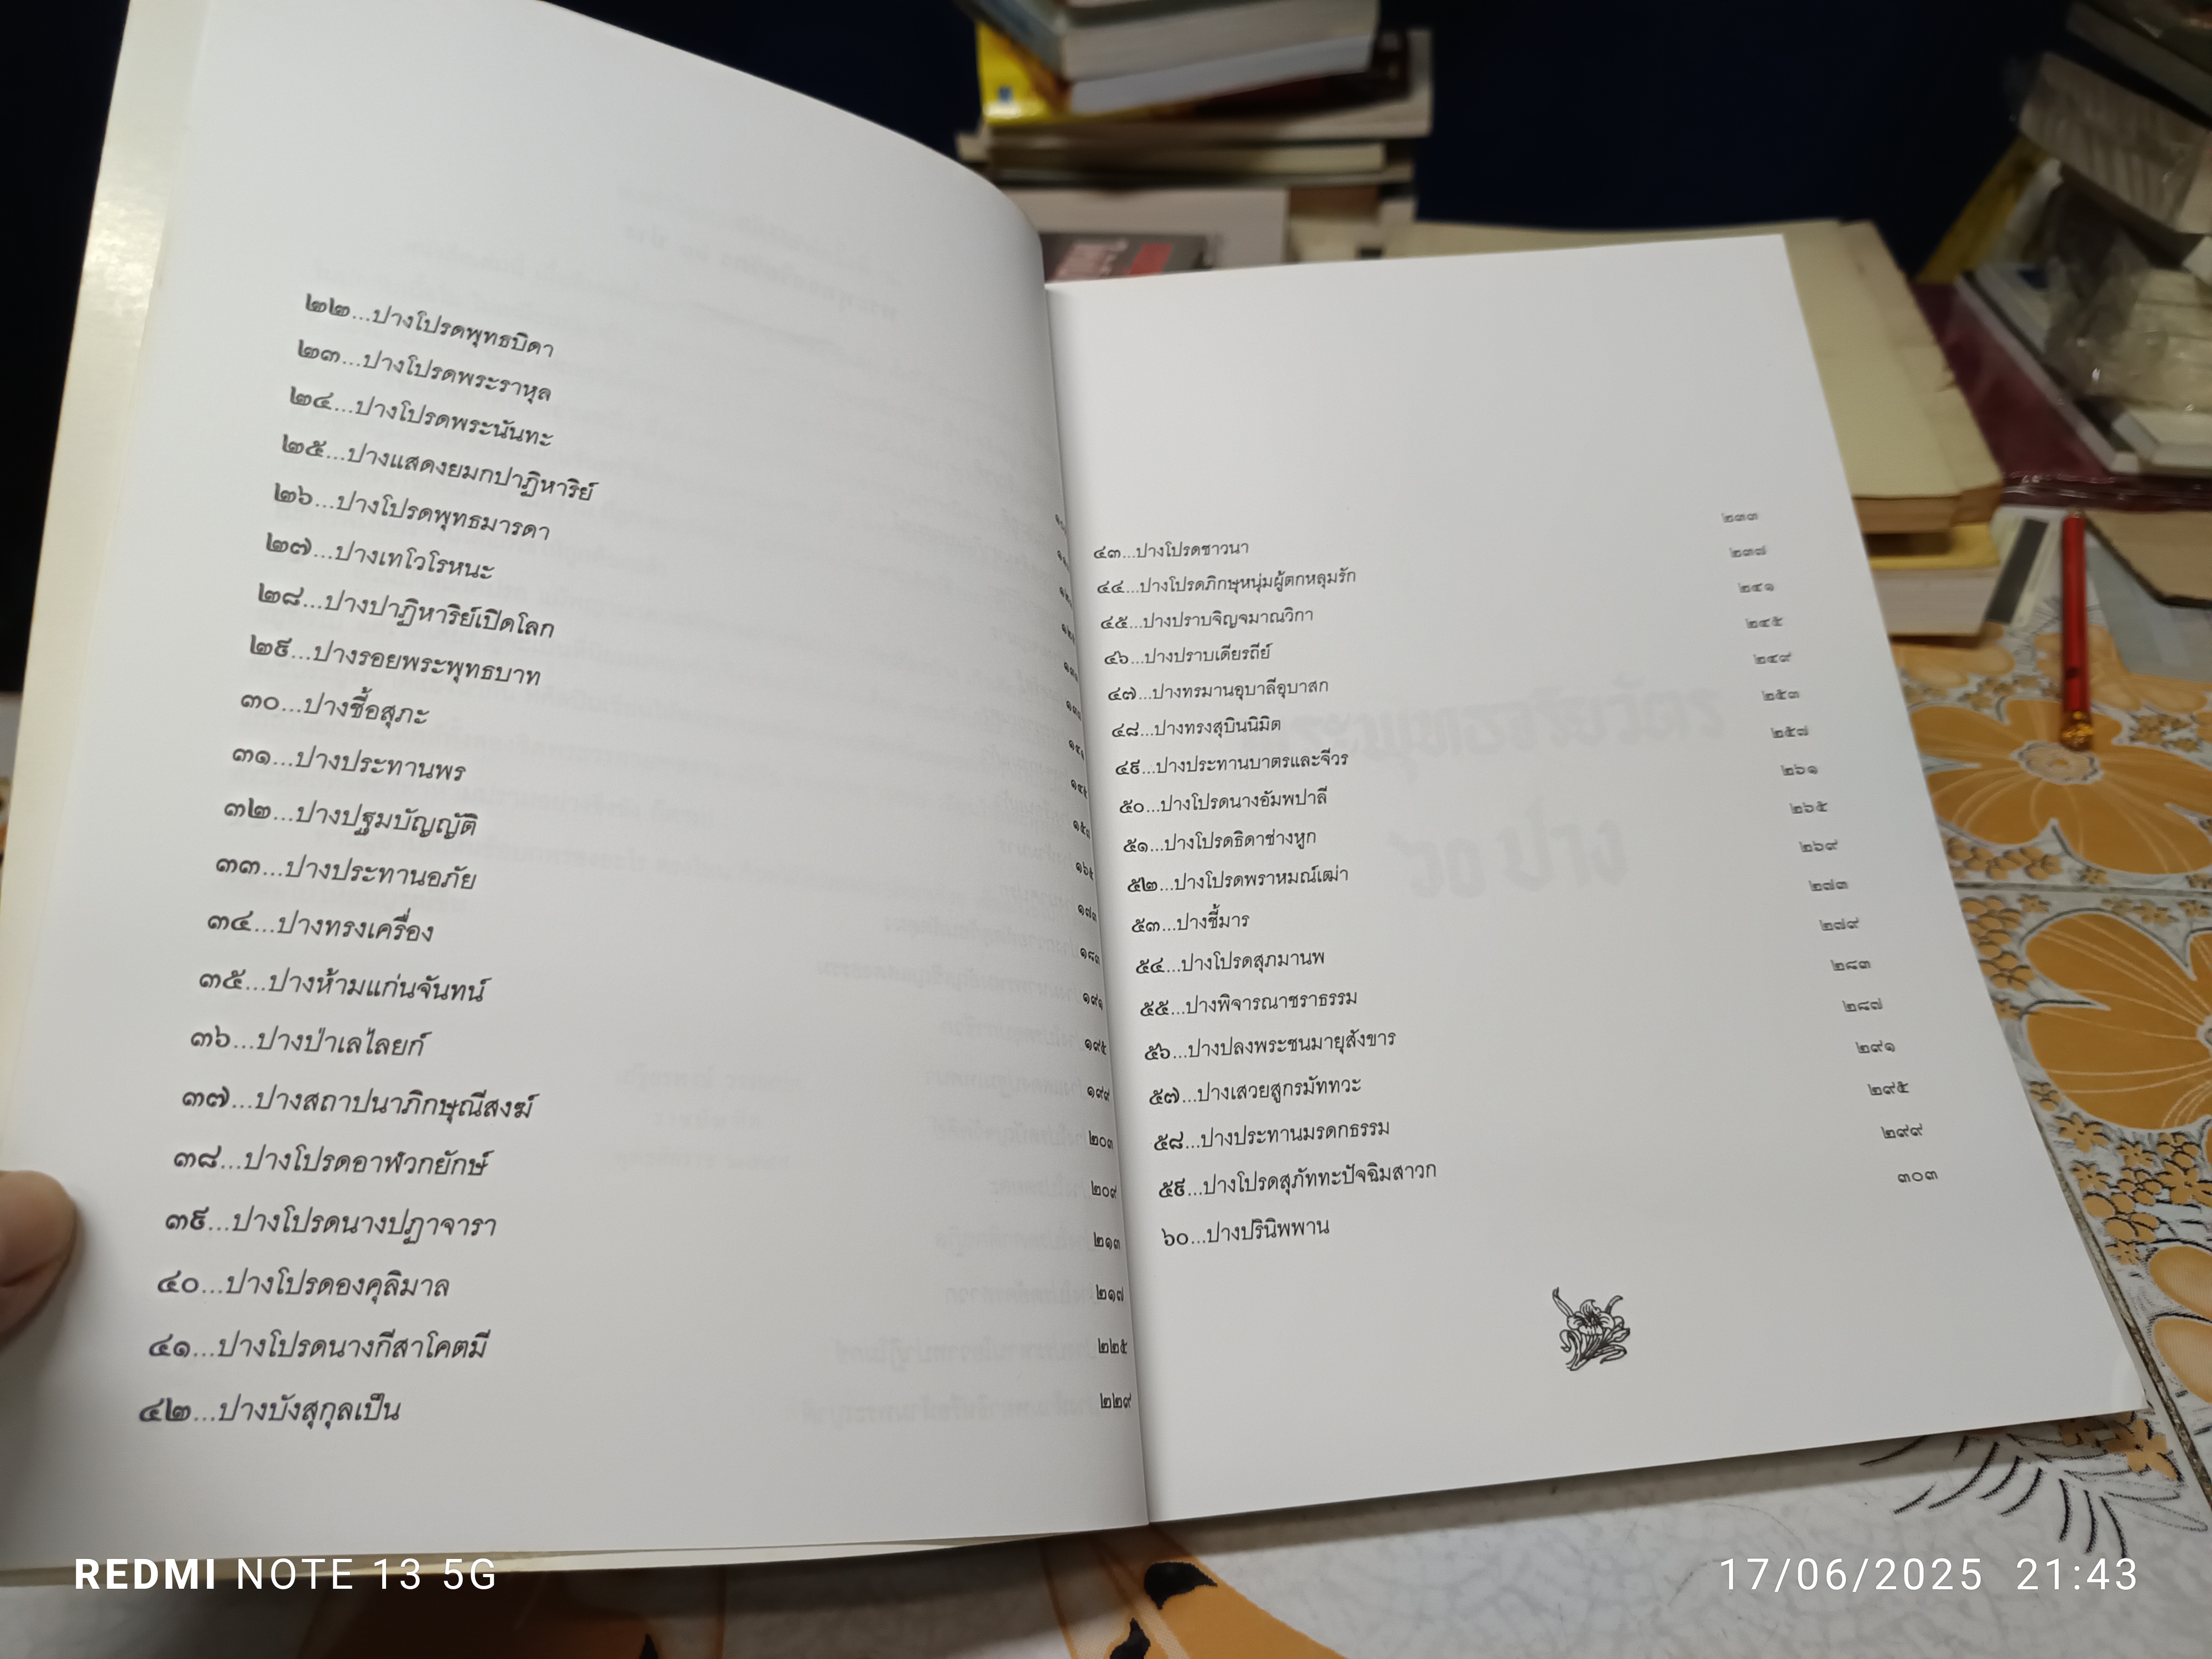 ๒๒...ปางโปรดพุทธบิดา
๒๓...ปางโปรดพระราหุล
๒๔...ปางโปรดพระนันทะ
๒๕...ปางแสดงยมกปาฏิหาริย์
๒๖...ปางโปรดพุทธมารดา
๒๗...ปางเทโวโรหนะ
๒๘...ปางปาฏิหาริย์เปิดโลก
๒๙...ปางรอยพระพุทธบาท
๓๐...ปางชี้อสุภะ
๓๑...ปางประทานพร
๓๒...ปางปฐมบัญญัติ
๓๓...ปางประทานอภัย
๓๔...ปางทรงเครื่อง
๓๕...ปางห้ามแก่นจันทน์
๓๖...ปางป่าเลไลยก์ ๑๙๕
๓๗...ปางสถาปนาภิกษุณีสงฆ์ ๑๙๙
๓๘...ปางโปรดอาฬวกยักษ์ ๒๐๓
๓๙...ปางโปรดนางปฏาจารา ๒๐๙
๔๐...ปางโปรดองคุลิมาล ๒๑๓
๒๑๗
๔๑...ปางโปรดนางกีสาโคตมี ๒๒๕
๔๒...ปางบังสุกุลเป็น ๒๒๙
๔๓...ปางโปรดชาวนา ๒๓๓
๔๔...ปางโปรดภิกษุหนุ่มผู้ตกหลุมรัก ๒๓๗
๔๕...ปางปราบจิญจมาณวิกา ๒๔๑
๔๖...ปางปราบเดียรถีย์ ๒๔๕
๔๗...ปางทรมานอุบาลีอุบาสก ๒๔๙
๔๘...ปางทรงสุบินนิมิต ๒๕๓
๔๙...ปางประทานบาตรและจีวร ๒๕๗
๕๐...ปางโปรดนางอัมพปาลี ๒๖๑
๕๑...ปางโปรดธิดาช่างหูก ๒๖๕
๕๒...ปางโปรดพราหมณ์เฒ่า ๒๖๙
๕๓...ปางชี้มาร ๒๗๓
๕๔...ปางโปรดสุภมานพ ๒๗๙
๕๕...ปางพิจารณาชราธรรม ๒๘๓
๕๖...ปางปลงพระชนมายุสังขาร ๒๘๗
๕๗...ปางเสวยสูกรมัททวะ ๒๙๑
๕๘...ปางประทานมรดกธรรม ๒๙๕
๕๙...ปางโปรดสุภัททะปัจฉิมสาวก ๒๙๙
๖๐...ปางปรินิพพาน ๓๐๓
REDMI NOTE 13 5G
17/06/2025 21:43